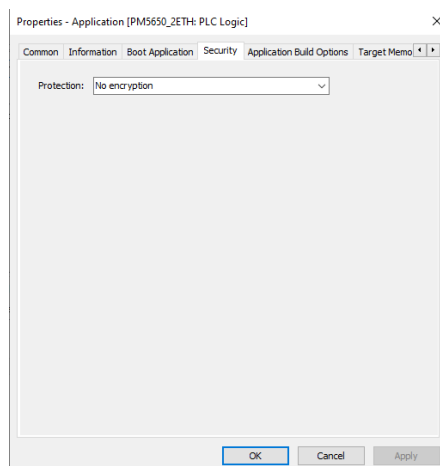 Properties - Application [PM5650_2ETH: PLC Logic]
Common Information Boot Application Security Application Build Options Target Memo
Protection: No encryption
OK Cancel Apply